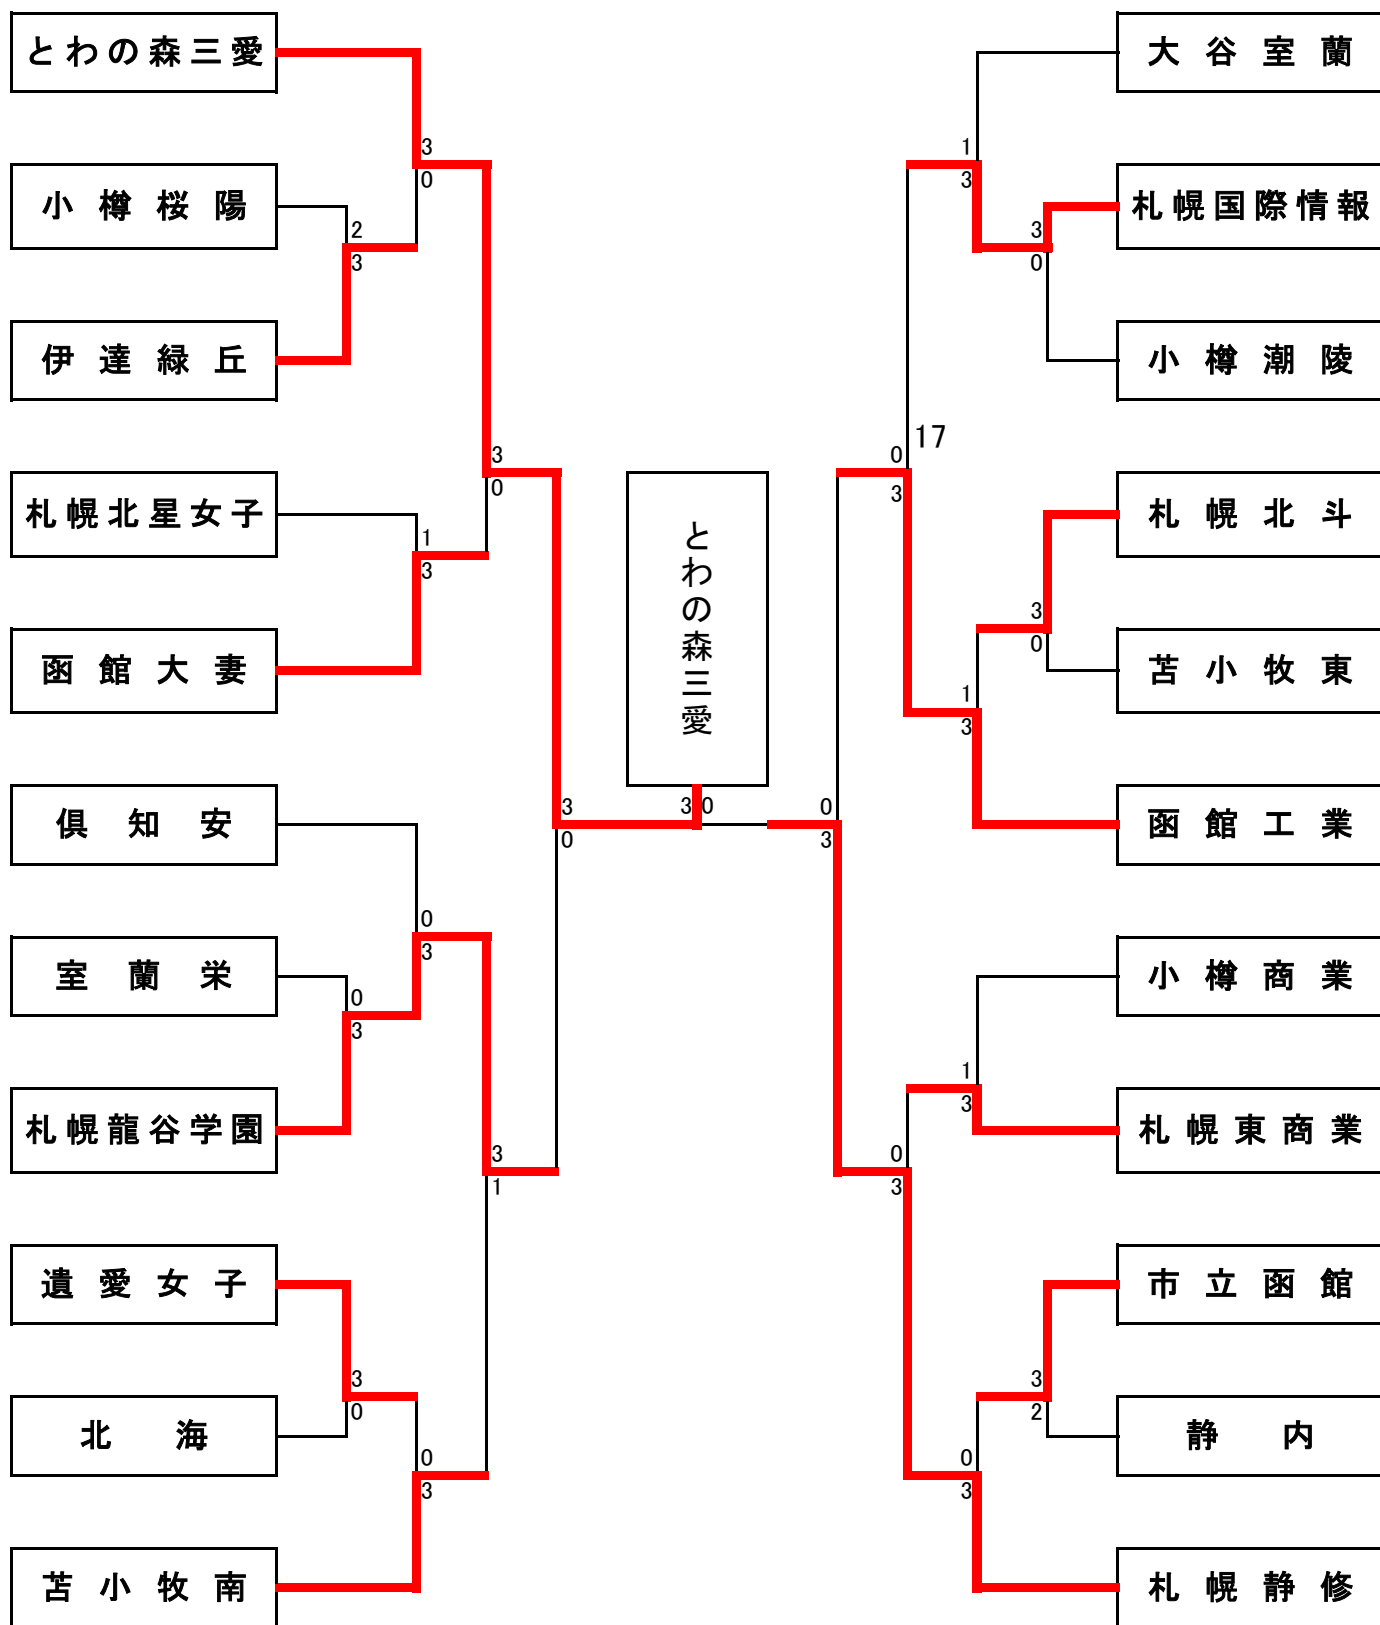 とわの森三愛
3
0
小樽桜陽
2
3
伊達緑丘
3
0
札幌北星女子
1
3
函館大妻
倶知安
3
0
0
3
室蘭栄
0
3
札幌龍谷学園
3
1
遺愛女子
3
0
北海
0
3
苫小牧南
とわの森三愛
3
0
大谷室蘭
1
3
札幌国際情報
3
0
小樽潮陵
17
0
3
札幌北斗
3
0
苫小牧東
1
3
函館工業
0
3
小樽商業
1
3
札幌東商業
0
3
市立函館
3
2
静内
0
3
札幌静修